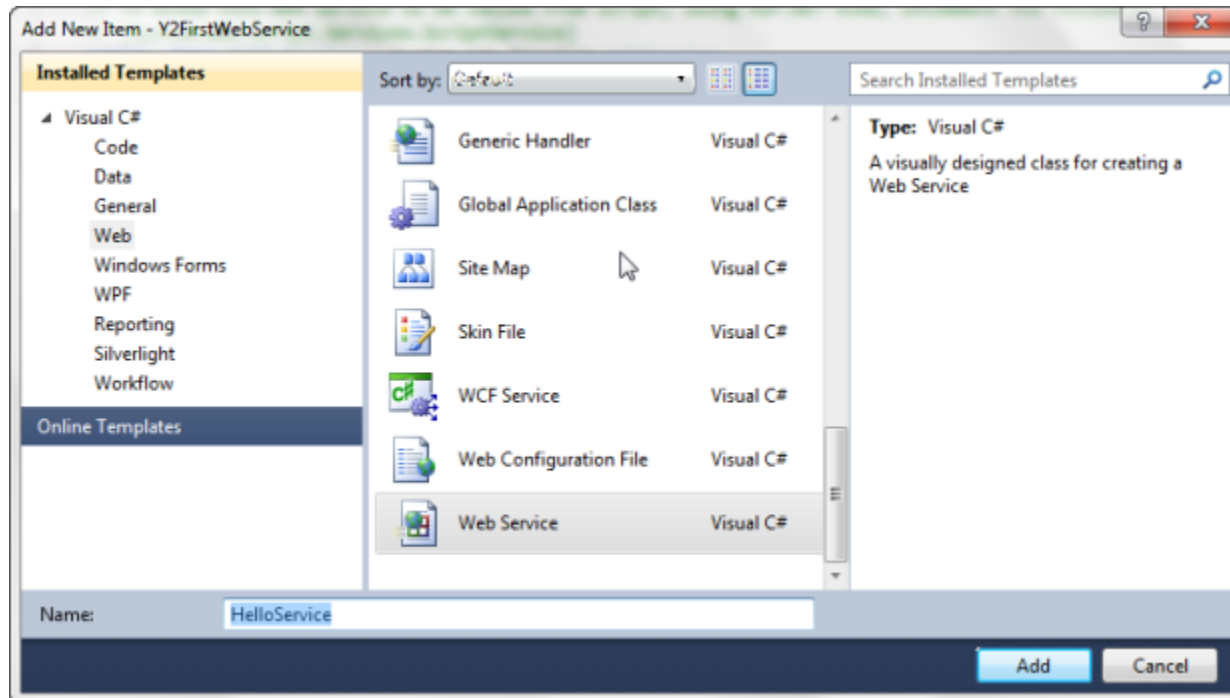 Add New Item - Y2FirstWebService
Installed Templates
Visual C#
Code
Data
General
Web
Windows Forms
WPF
Reporting
Silverlight
Workflow
Online Templates
Sort by: Default
Generic Handler Visual C#
Global Application Class Visual C#
Site Map Visual C#
Skin File Visual C#
WCF Service Visual C#
Web Configuration File Visual C#
Web Service Visual C#
Search Installed Templates
Type: Visual C#
A visually designed class for creating a
Web Service
Name: HelloService
Add Cancel